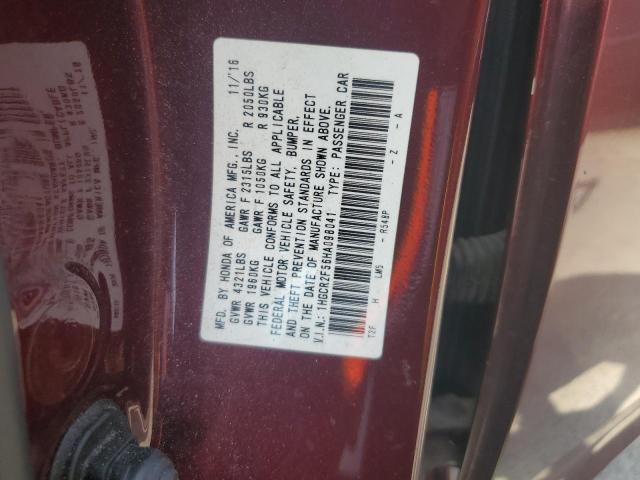 MFD. BY HONDA OF AMERICA MFG., INC. 11/16
GVWR 4321LBS GAWR F 2315LBS R 2050LBS
GVWR 1960KG GAWR F 1050KG R 930KG
THIS VEHICLE CONFORMS TO ALL APPLICABLE
FEDERAL MOTOR VEHICLE SAFETY, BUMPER,
AND THEFT PREVENTION STANDARDS IN EFFECT
ON THE DATE OF MANUFACTURE SHOWN ABOVE.
V.I.N.: 1HGCR2F56HA098041 TYPE: PASSENGER CAR
T2F H LM5 - R548P - Z - A